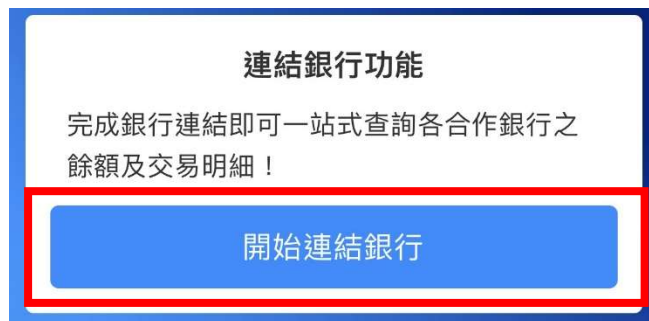 連結銀行功能
完成銀行連結即可一站式查詢各合作銀行之
餘額及交易明細！
開始連結銀行